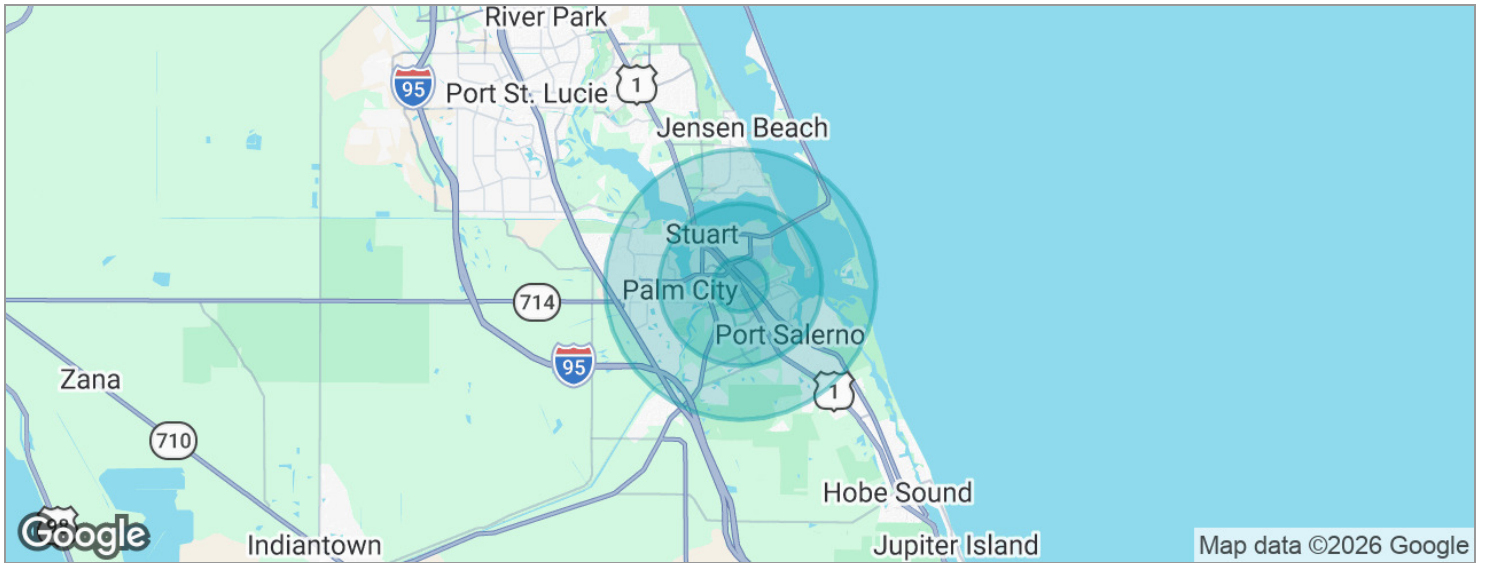 River Park
95
Port St. Lucie
1
Jensen Beach
Stuart
Palm City
714
Port Salerno
95
Zana
1
710
Hobe Sound
98
Google
Indiantown
Jupiter Island
Map data ©2026 Google